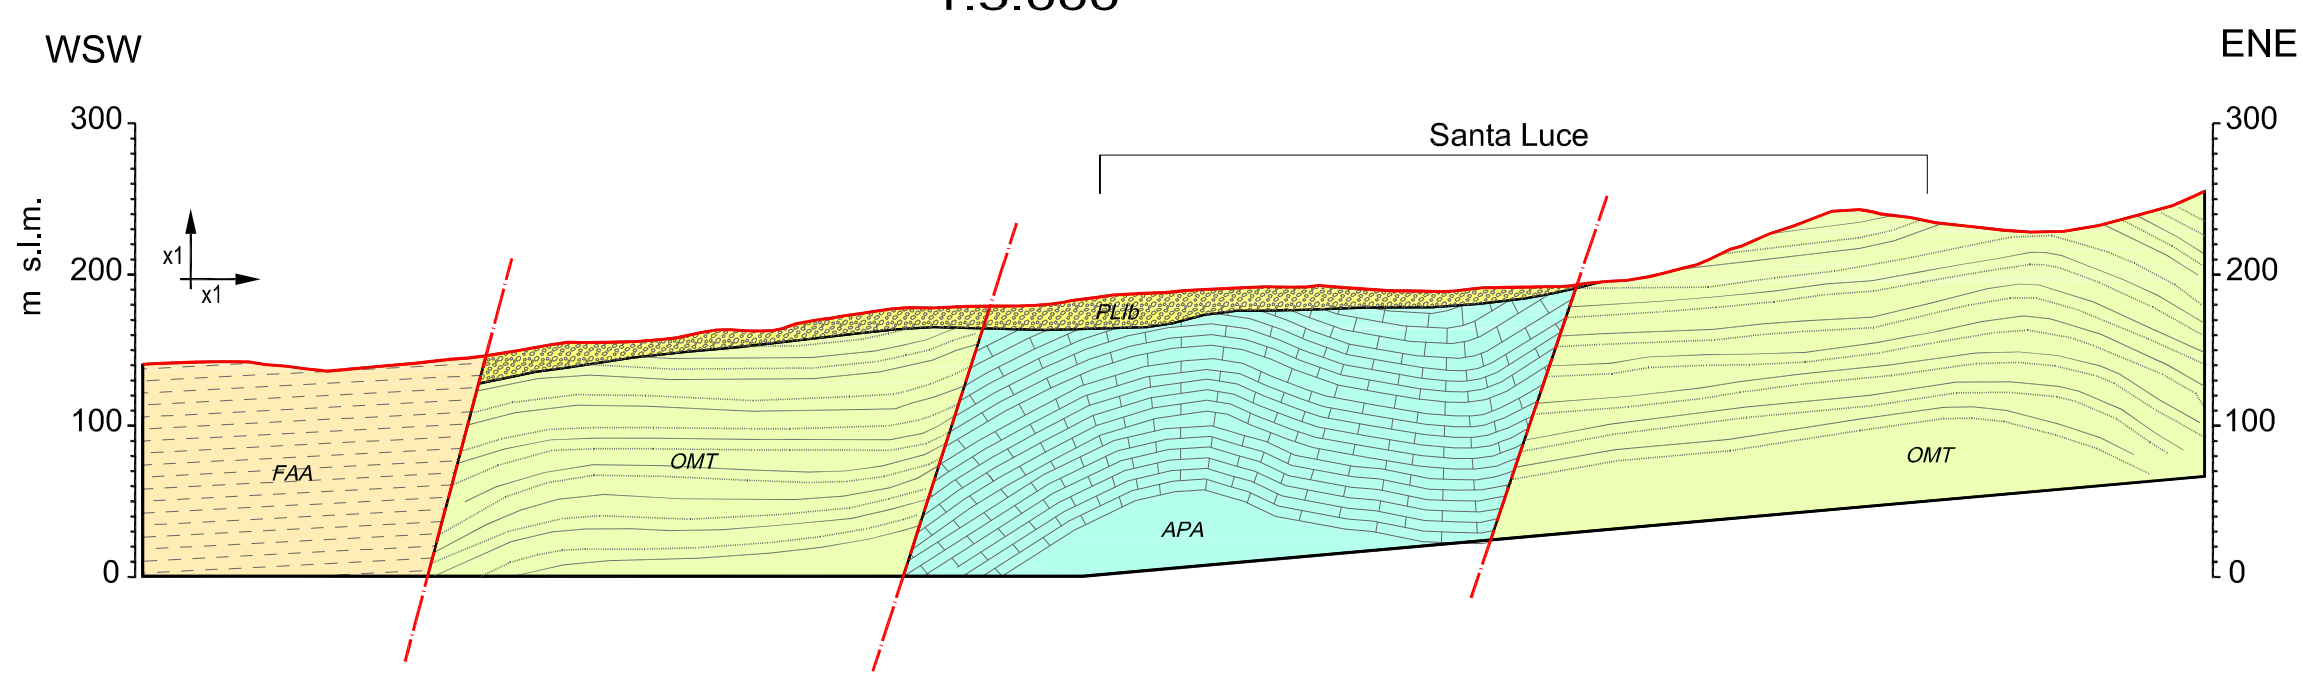 WSW
ENE
300
300
Santa Luce
m s.l.m.
x1
x1
200
200
PLIb
100
100
FAA
OMT
OMT
APA
0
0